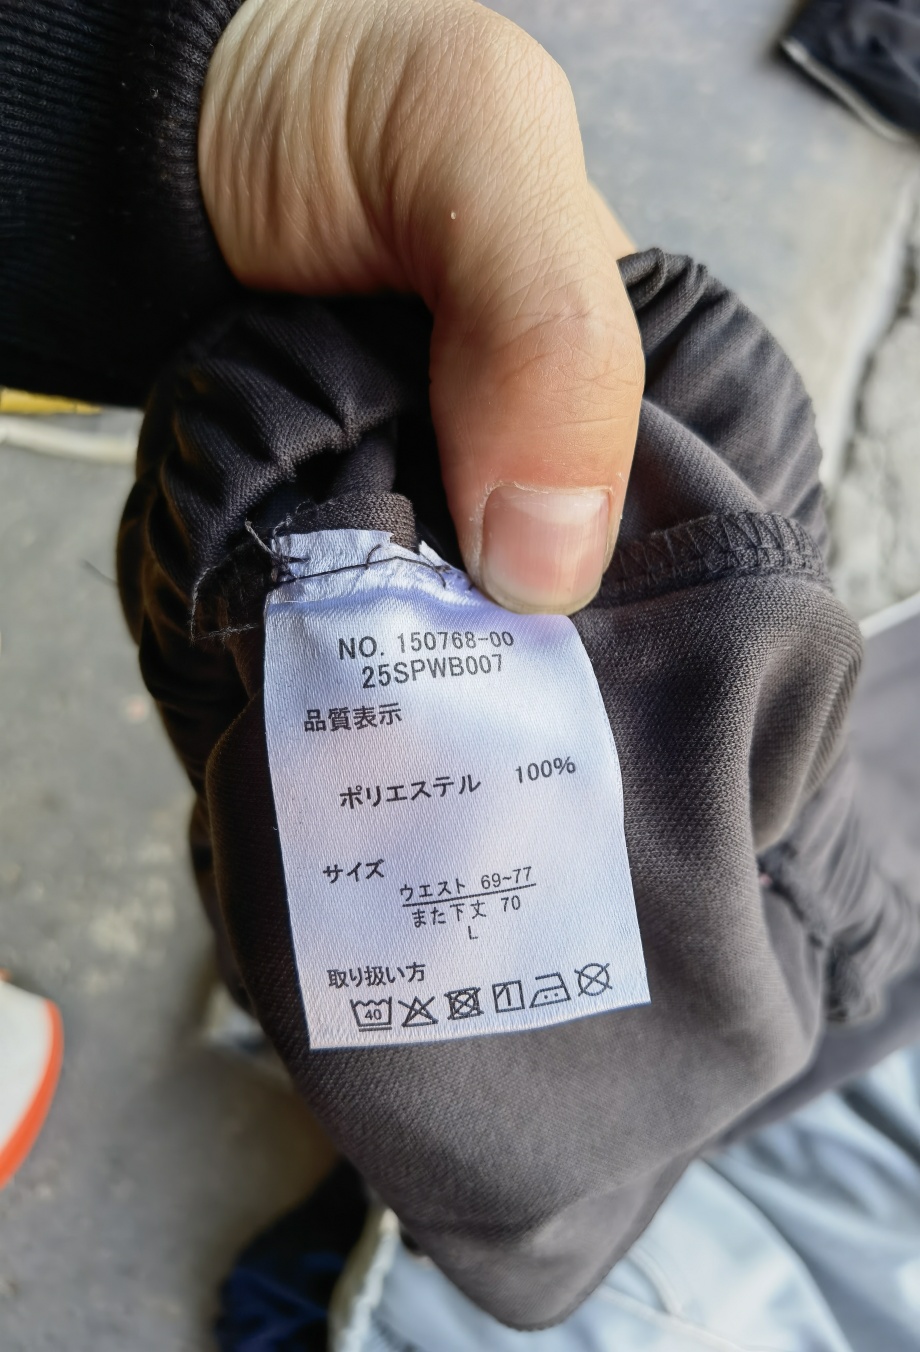 NO. 150768-00
25SPWB007
品質表示
ポリエステル 100%
サイズ
ウエスト 69~77
また下丈 70
L
取り扱い方
40